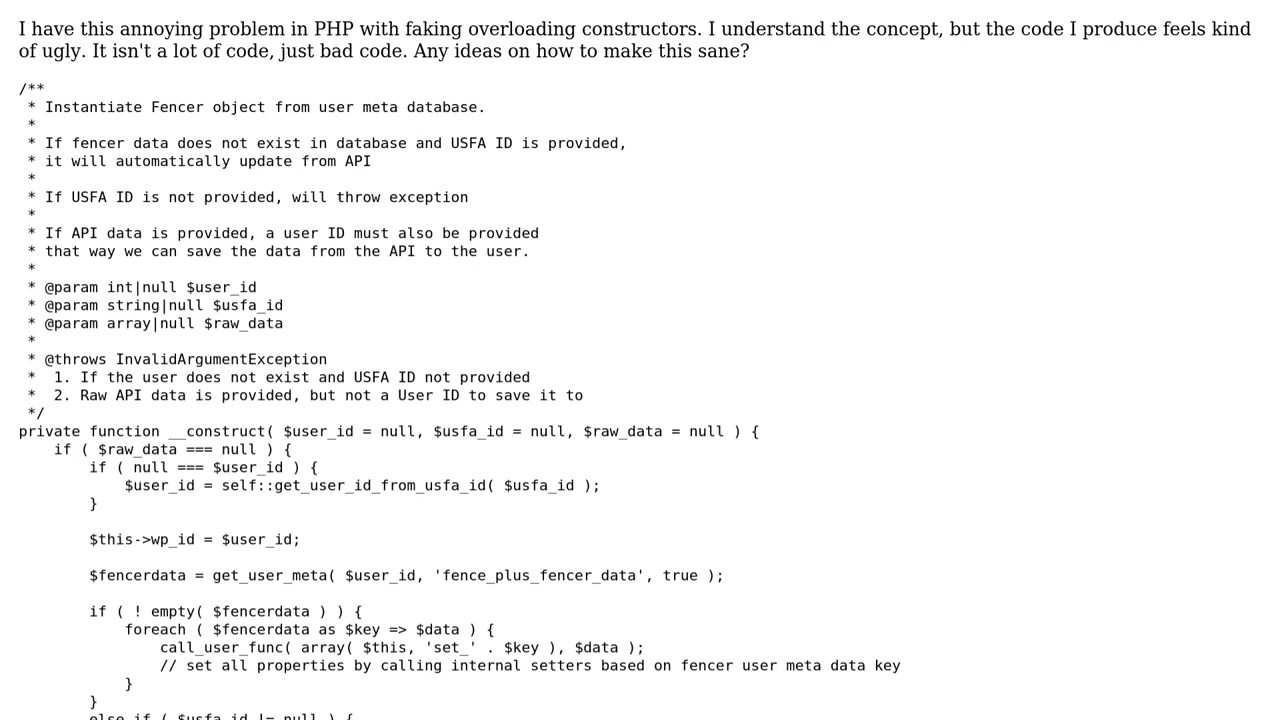 I have this annoying problem in PHP with faking overloading constructors. I understand the concept, but the code I produce feels kind
of ugly. It isn't a lot of code, just bad code. Any ideas on how to make this sane?
/**
 * Instantiate Fencer object from user meta database.
 *
 * If fencer data does not exist in database and USFA ID is provided,
 * it will automatically update from API
 *
 * If USFA ID is not provided, will throw exception
 *
 * If API data is provided, a user ID must also be provided
 * that way we can save the data from the API to the user.
 *
 * @param int|null $user_id
 * @param string|null $usfa_id
 * @param array|null $raw_data
 *
 * @throws InvalidArgumentException
 *  1. If the user does not exist and USFA ID not provided
 *  2. Raw API data is provided, but not a User ID to save it to
 */
private function __construct( $user_id = null, $usfa_id = null, $raw_data = null ) {
    if ( $raw_data === null ) {
        if ( null === $user_id ) {
            $user_id = self::get_user_id_from_usfa_id( $usfa_id );
        }
        $this->wp_id = $user_id;
        $fencerdata = get_user_meta( $user_id, 'fence_plus_fencer_data', true );
        if ( ! empty( $fencerdata ) ) {
            foreach ( $fencerdata as $key => $data ) {
                call_user_func( array( $this, 'set_' . $key ), $data );
                // set all properties by calling internal setters based on fencer user meta data key
            }
        }
        else if ( $usfa_id != null ) {